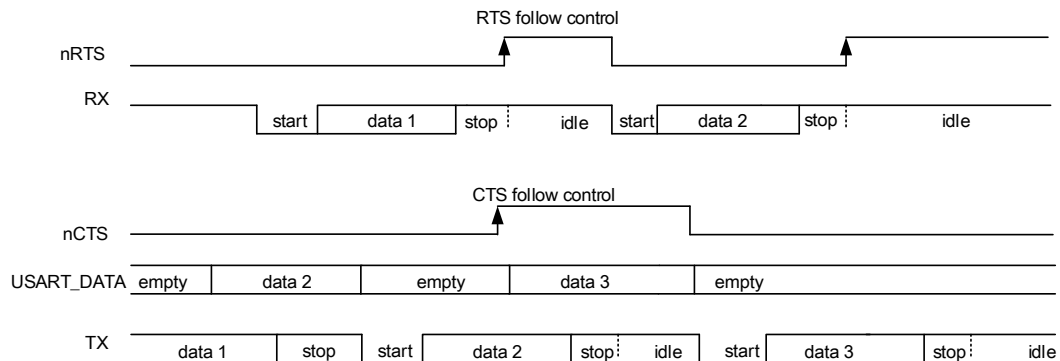 RTS follow control
nRTS
RX
start data 1 stop idle start data 2 stop idle
CTS follow control
nCTS
USART_DATA empty data 2 empty data 3 empty
TX data 1 stop start data 2 stop idle start data 3 stop idle